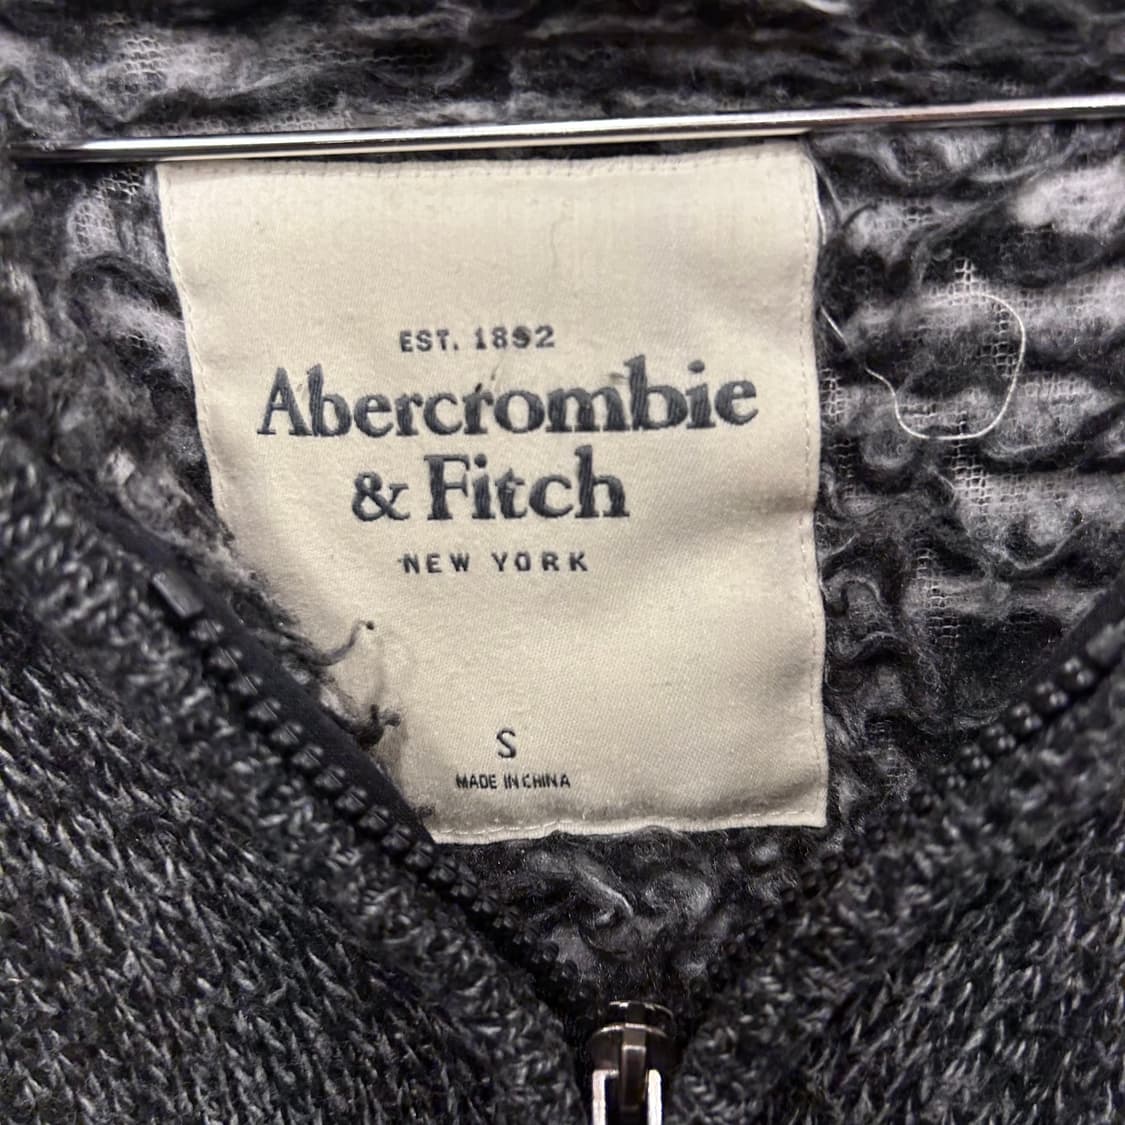 EST. 1892
Abercrombie
& Fitch
NEW YORK
S
MADE IN CHINA